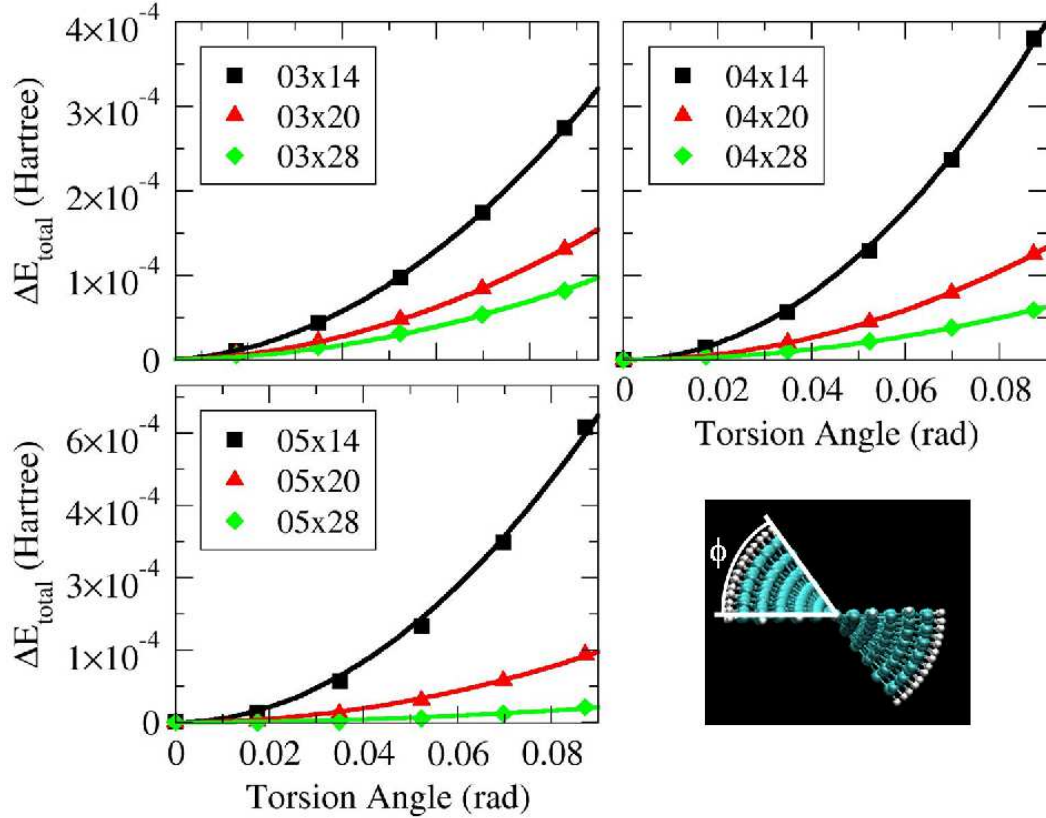 4×10⁻⁴
3×10⁻⁴
2×10⁻⁴
1×10⁻⁴
0
ΔE_total (Hartree)
03x14
03x20
03x28
04x14
04x20
04x28
0 0.02 0.04 0.06 0.08
Torsion Angle (rad)
6×10⁻⁴
4×10⁻⁴
3×10⁻⁴
1×10⁻⁴
0
ΔE_total (Hartree)
05x14
05x20
05x28
0 0.02 0.04 0.06 0.08
Torsion Angle (rad)
ϕ